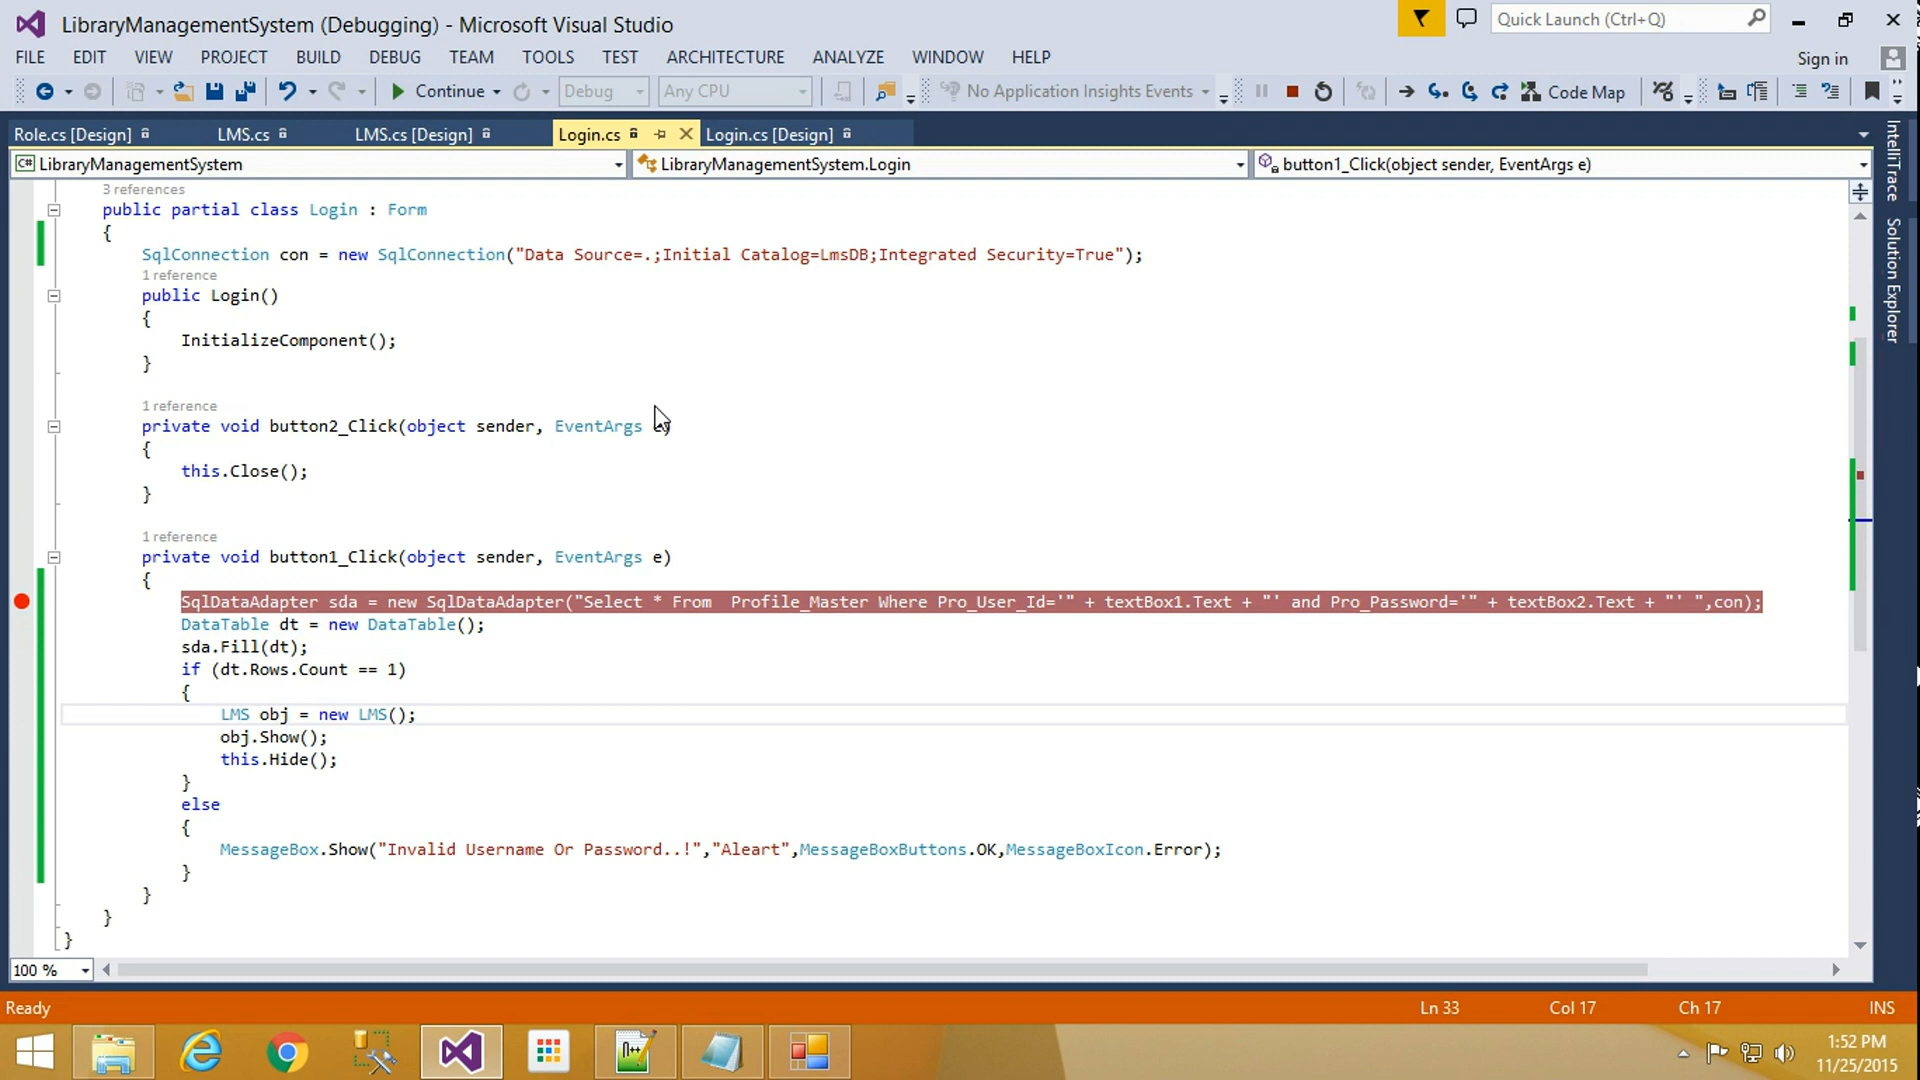 LibraryManagementSystem (Debugging) - Microsoft Visual Studio
Quick Launch (Ctrl+Q)
FILE EDIT VIEW PROJECT BUILD DEBUG TEAM TOOLS TEST ARCHITECTURE ANALYZE WINDOW HELP
Sign in
Continue Debug Any CPU No Application Insights Events Code Map
Role.cs [Design] LMS.cs LMS.cs [Design] Login.cs Login.cs [Design]
C# LibraryManagementSystem LibraryManagementSystem.Login button1_Click(object sender, EventArgs e)
IntelliTrace
Solution Explorer
3 references
public partial class Login : Form
{
SqlConnection con = new SqlConnection("Data Source=.;Initial Catalog=LmsDB;Integrated Security=True");
1 reference
public Login()
{
InitializeComponent();
}
1 reference
private void button2_Click(object sender, EventArgs e)
{
this.Close();
}
1 reference
private void button1_Click(object sender, EventArgs e)
{
SqlDataAdapter sda = new SqlDataAdapter("Select * From  Profile_Master Where Pro_User_Id='" + textBox1.Text + "' and Pro_Password='" + textBox2.Text + "' ",con);
DataTable dt = new DataTable();
sda.Fill(dt);
if (dt.Rows.Count == 1)
{
LMS obj = new LMS();
obj.Show();
this.Hide();
}
else
{
MessageBox.Show("Invalid Username Or Password..!","Aleart",MessageBoxButtons.OK,MessageBoxIcon.Error);
}
}
}
}
100 %
Ready Ln 33 Col 17 Ch 17 INS
N++
1:52 PM
11/25/2015